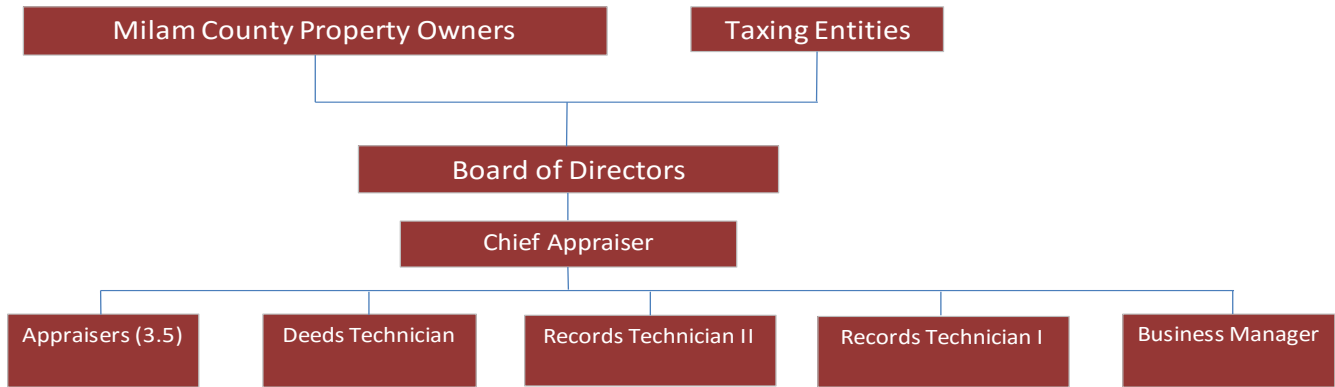 Milam County Property Owners
Taxing Entities
Board of Directors
Chief Appraiser
Appraisers (3.5)
Deeds Technician
Records Technician II
Records Technician I
Business Manager